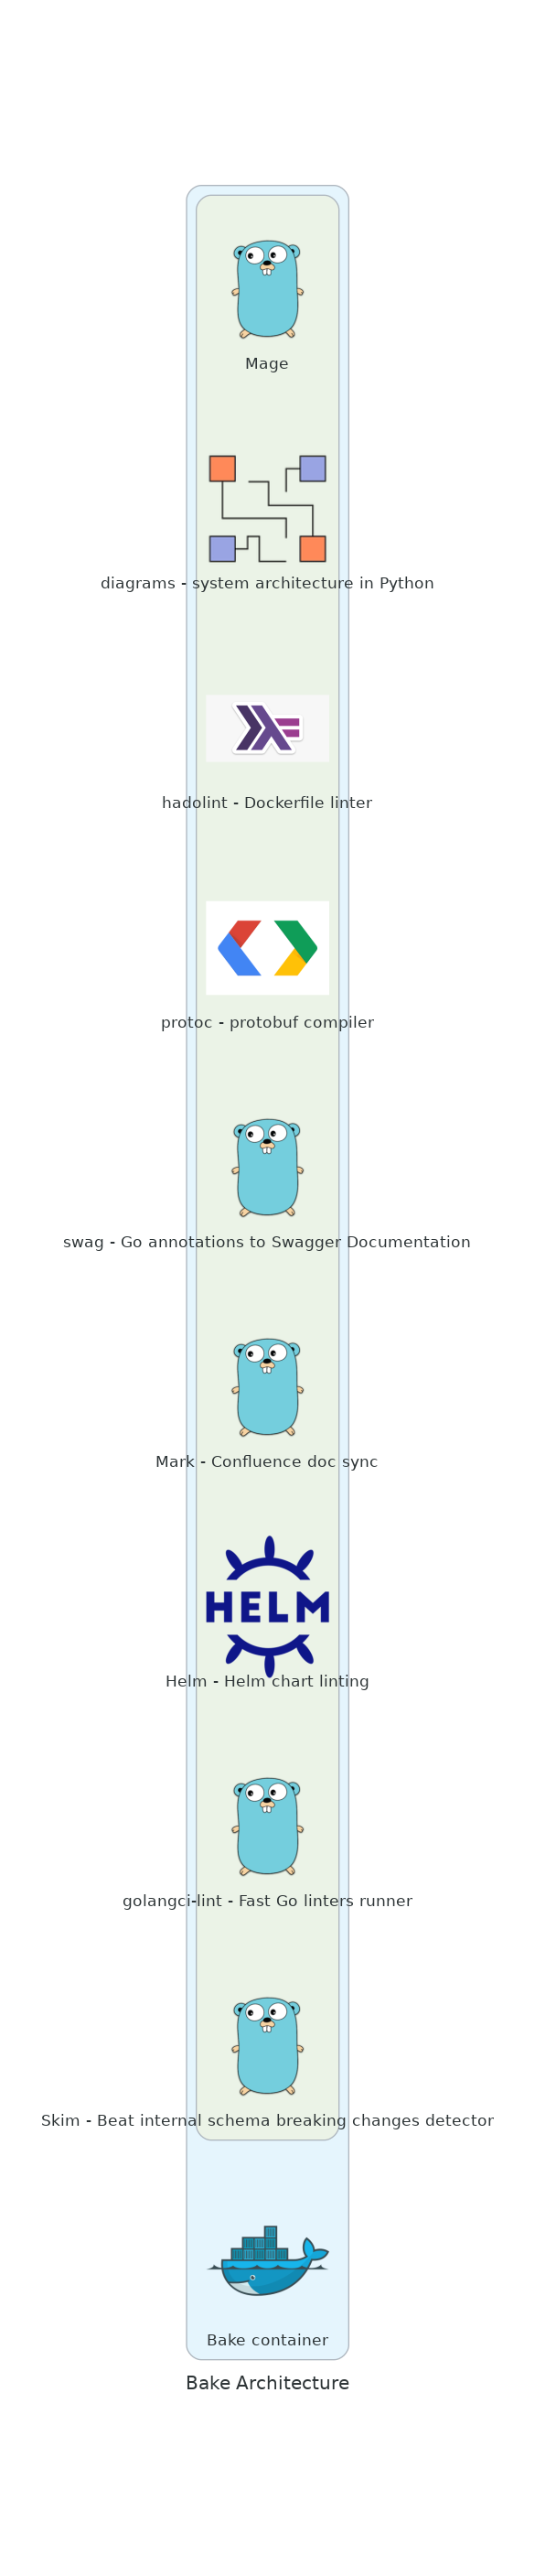 Mage
diagrams - system architecture in Python
hadolint - Dockerfile linter
protoc - protobuf compiler
swag - Go annotations to Swagger Documentation
Mark - Confluence doc sync
HELM
Helm - Helm chart linting
golangci-lint - Fast Go linters runner
Skim - Beat internal schema breaking changes detector
Bake container
Bake Architecture